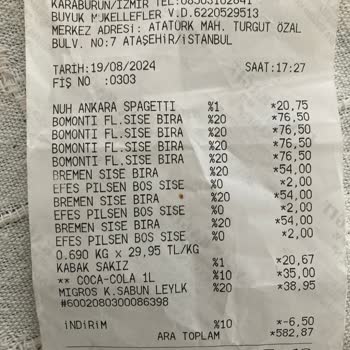 KARABURUN/İZMİR TEL:08503102641
BUYUK MUKELLEFLER V.D.6220529513
MERKEZ ADRESİ: ATATÜRK MAH. TURGUT ÖZAL
BULV. NO:7 ATAŞEHİR/İSTANBUL
TARİH:19/08/2024 SAAT:17:27
FİŞ NO :0303
NUH ANKARA SPAGETTI %1 *20,75
BOMONTI FL.SISE BIRA %20 *76,50
BOMONTI FL.SISE BIRA %20 *76,50
BOMONTI FL.SISE BIRA %20 *76,50
BOMONTI FL.SISE BIRA %20 *76,50
BREMEN SISE BIRA %20 *54,00
EFES PILSEN BOS SISE %0 *2,00
BREMEN SISE BIRA %20 *54,00
EFES PILSEN BOS SISE %0 *2,00
BREMEN SISE BIRA %20 *54,00
EFES PILSEN BOS SISE %0 *2,00
0.690 KG x 29,95 TL/KG
KABAK SAKIZ %1 *20,67
** COCA-COLA 1L %10 *35,00
MIGROS K.SABUN LEYLK %20 *38,95
#6002080300086398
İNDİRİM %10 *-6,50
ARA TOPLAM *582,87